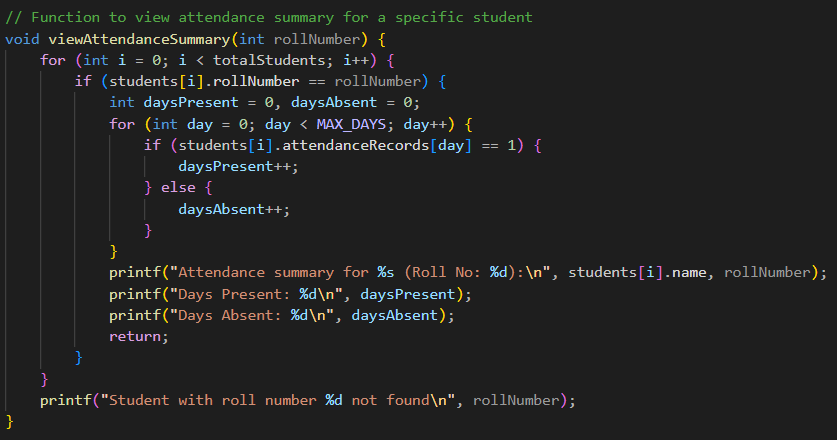 // Function to view attendance summary for a specific student
void viewAttendanceSummary(int rollNumber) {
    for (int i = 0; i < totalStudents; i++) {
        if (students[i].rollNumber == rollNumber) {
            int daysPresent = 0, daysAbsent = 0;
            for (int day = 0; day < MAX_DAYS; day++) {
                if (students[i].attendanceRecords[day] == 1) {
                    daysPresent++;
                } else {
                    daysAbsent++;
                }
            }
            printf("Attendance summary for %s (Roll No: %d):\n", students[i].name, rollNumber);
            printf("Days Present: %d\n", daysPresent);
            printf("Days Absent: %d\n", daysAbsent);
            return;
        }
    }
    printf("Student with roll number %d not found\n", rollNumber);
}